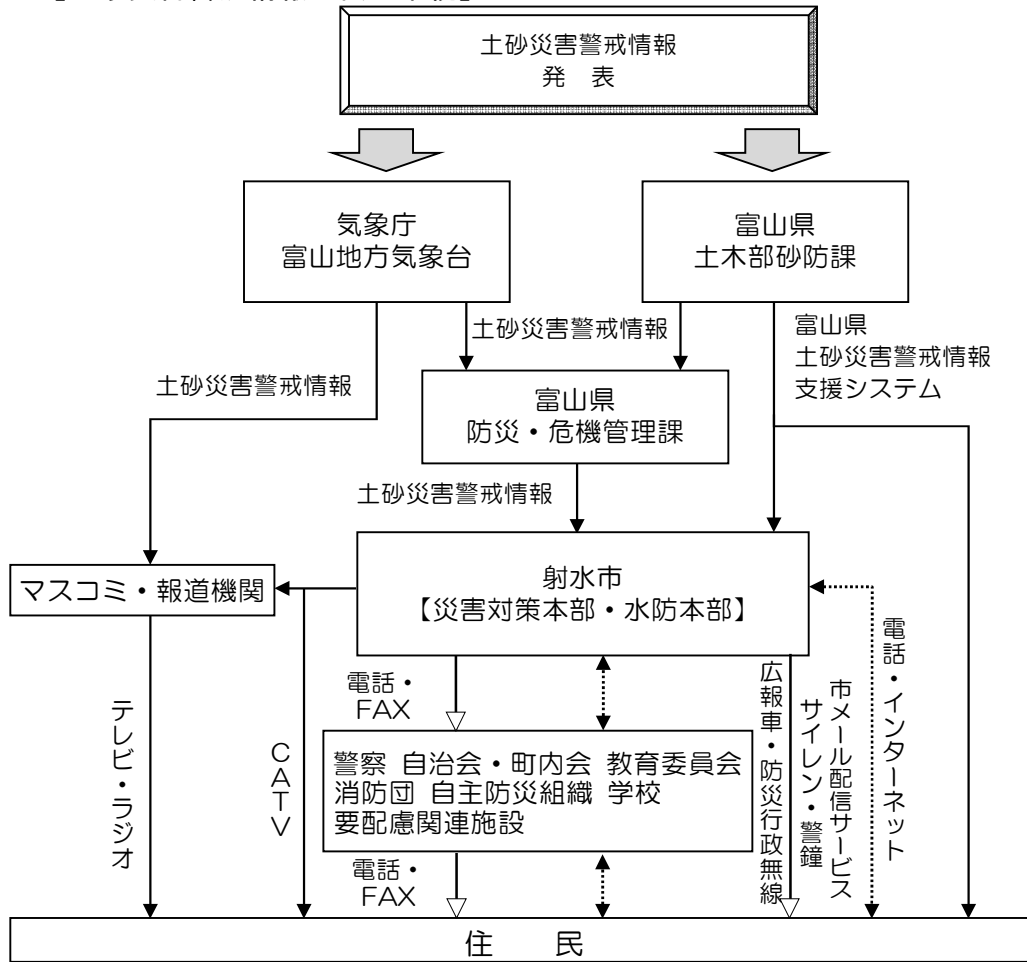 土砂災害警戒情報
発 表
気象庁
富山地方気象台
富山県
土木部砂防課
土砂災害警戒情報
富山県
土砂災害警戒情報
支援システム
土砂災害警戒情報
富山県
防災・危機管理課
土砂災害警戒情報
マスコミ・報道機関
射水市
【災害対策本部・水防本部】
電話・
FAX
テレビ・ラジオ
CATV
警察 自治会・町内会 教育委員会
消防団 自主防災組織 学校
要配慮関連施設
広報車・防災行政無線
サイレン・警鐘
市メール配信サービス
電話・インターネット
電話・
FAX
住 民